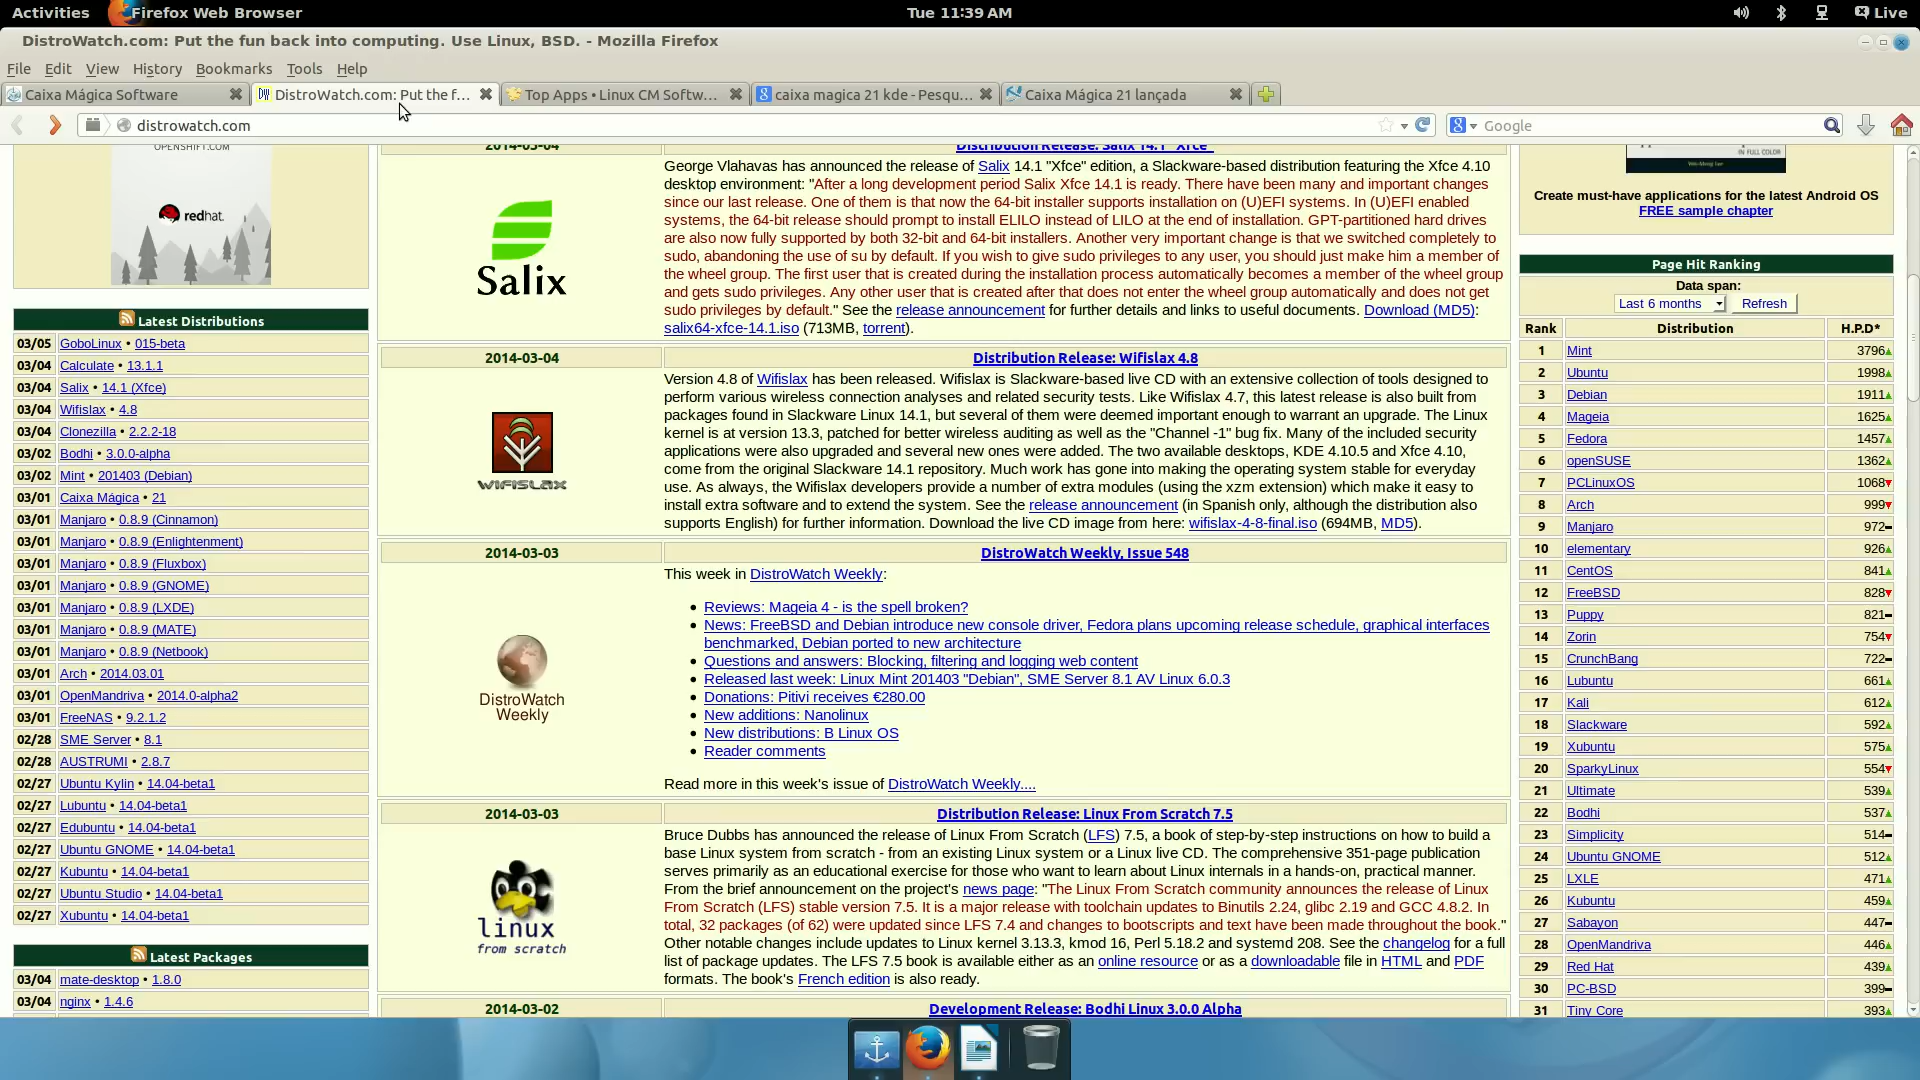 Activities
Firefox Web Browser
Tue 11:39 AM
Live
DistroWatch.com: Put the fun back into computing. Use Linux, BSD. - Mozilla Firefox
File Edit View History Bookmarks Tools Help
Caixa Mágica Software
DistroWatch.com: Put the f...
Top Apps • Linux CM Softw...
caixa magica 21 kde - Pesqu...
Caixa Mágica 21 lançada
distrowatch.com
Google
OPENSHIFT.COM
redhat.
Latest Distributions
03/05 GoboLinux • 015-beta
03/04 Calculate • 13.1.1
03/04 Salix • 14.1 (Xfce)
03/04 Wifislax • 4.8
03/04 Clonezilla • 2.2.2-18
03/02 Bodhi • 3.0.0-alpha
03/02 Mint • 201403 (Debian)
03/01 Caixa Mágica • 21
03/01 Manjaro • 0.8.9 (Cinnamon)
03/01 Manjaro • 0.8.9 (Enlightenment)
03/01 Manjaro • 0.8.9 (Fluxbox)
03/01 Manjaro • 0.8.9 (GNOME)
03/01 Manjaro • 0.8.9 (LXDE)
03/01 Manjaro • 0.8.9 (MATE)
03/01 Manjaro • 0.8.9 (Netbook)
03/01 Arch • 2014.03.01
03/01 OpenMandriva • 2014.0-alpha2
03/01 FreeNAS • 9.2.1.2
02/28 SME Server • 8.1
02/28 AUSTRUMI • 2.8.7
02/27 Ubuntu Kylin • 14.04-beta1
02/27 Lubuntu • 14.04-beta1
02/27 Edubuntu • 14.04-beta1
02/27 Ubuntu GNOME • 14.04-beta1
02/27 Kubuntu • 14.04-beta1
02/27 Ubuntu Studio • 14.04-beta1
02/27 Xubuntu • 14.04-beta1
Latest Packages
03/04 mate-desktop • 1.8.0
03/04 nginx • 1.4.6
2014-03-04
Distribution Release: Salix 14.1 "Xfce"
Salix
George Vlahavas has announced the release of Salix 14.1 "Xfce" edition, a Slackware-based distribution featuring the Xfce 4.10
desktop environment: "After a long development period Salix Xfce 14.1 is ready. There have been many and important changes
since our last release. One of them is that now the 64-bit installer supports installation on (U)EFI systems. In (U)EFI enabled
systems, the 64-bit release should prompt to install ELILO instead of LILO at the end of installation. GPT-partitioned hard drives
are also now fully supported by both 32-bit and 64-bit installers. Another very important change is that we switched completely to
sudo, abandoning the use of su by default. If you wish to give sudo privileges to any user, you should just make him a member of
the wheel group. The first user that is created during the installation process automatically becomes a member of the wheel group
and gets sudo privileges. Any other user that is created after that does not enter the wheel group automatically and does not get
sudo privileges by default." See the release announcement for further details and links to useful documents. Download (MD5):
salix64-xfce-14.1.iso (713MB, torrent).
2014-03-04
Distribution Release: Wifislax 4.8
WIFISLAX
Version 4.8 of Wifislax has been released. Wifislax is Slackware-based live CD with an extensive collection of tools designed to
perform various wireless connection analyses and related security tests. Like Wifislax 4.7, this latest release is also built from
packages found in Slackware Linux 14.1, but several of them were deemed important enough to warrant an upgrade. The Linux
kernel is at version 13.3, patched for better wireless auditing as well as the "Channel -1" bug fix. Many of the included security
applications were also upgraded and several new ones were added. The two available desktops, KDE 4.10.5 and Xfce 4.10,
come from the original Slackware 14.1 repository. Much work has gone into making the operating system stable for everyday
use. As always, the Wifislax developers provide a number of extra modules (using the xzm extension) which make it easy to
install extra software and to extend the system. See the release announcement (in Spanish only, although the distribution also
supports English) for further information. Download the live CD image from here: wifislax-4-8-final.iso (694MB, MD5).
2014-03-03
DistroWatch Weekly, Issue 548
DistroWatch
Weekly
This week in DistroWatch Weekly:
• Reviews: Mageia 4 - is the spell broken?
• News: FreeBSD and Debian introduce new console driver, Fedora plans upcoming release schedule, graphical interfaces
benchmarked, Debian ported to new architecture
• Questions and answers: Blocking, filtering and logging web content
• Released last week: Linux Mint 201403 "Debian", SME Server 8.1 AV Linux 6.0.3
• Donations: Pitivi receives €280.00
• New additions: Nanolinux
• New distributions: B Linux OS
• Reader comments
Read more in this week's issue of DistroWatch Weekly....
2014-03-03
Distribution Release: Linux From Scratch 7.5
linux
from scratch
Bruce Dubbs has announced the release of Linux From Scratch (LFS) 7.5, a book of step-by-step instructions on how to build a
base Linux system from scratch - from an existing Linux system or a Linux live CD. The comprehensive 351-page publication
serves primarily as an educational exercise for those who want to learn about Linux internals in a hands-on, practical manner.
From the brief announcement on the project's news page: "The Linux From Scratch community announces the release of Linux
From Scratch (LFS) stable version 7.5. It is a major release with toolchain updates to Binutils 2.24, glibc 2.19 and GCC 4.8.2. In
total, 32 packages (of 62) were updated since LFS 7.4 and changes to bootscripts and text have been made throughout the book."
Other notable changes include updates to Linux kernel 3.13.3, kmod 16, Perl 5.18.2 and systemd 208. See the changelog for a full
list of package updates. The LFS 7.5 book is available either as an online resource or as a downloadable file in HTML and PDF
formats. The book's French edition is also ready.
2014-03-02
Development Release: Bodhi Linux 3.0.0 Alpha
IN FULL COLOR
Create must-have applications for the latest Android OS
FREE sample chapter
Page Hit Ranking
Data span:
Last 6 months Refresh
Rank Distribution H.P.D*
1 Mint 3796
2 Ubuntu 1998
3 Debian 1911
4 Mageia 1625
5 Fedora 1457
6 openSUSE 1362
7 PCLinuxOS 1068
8 Arch 999
9 Manjaro 972
10 elementary 926
11 CentOS 841
12 FreeBSD 828
13 Puppy 821
14 Zorin 754
15 CrunchBang 722
16 Lubuntu 661
17 Kali 612
18 Slackware 592
19 Xubuntu 575
20 SparkyLinux 554
21 Ultimate 539
22 Bodhi 537
23 Simplicity 514
24 Ubuntu GNOME 512
25 LXLE 471
26 Kubuntu 459
27 Sabayon 447
28 OpenMandriva 446
29 Red Hat 439
30 PC-BSD 399
31 Tiny Core 393